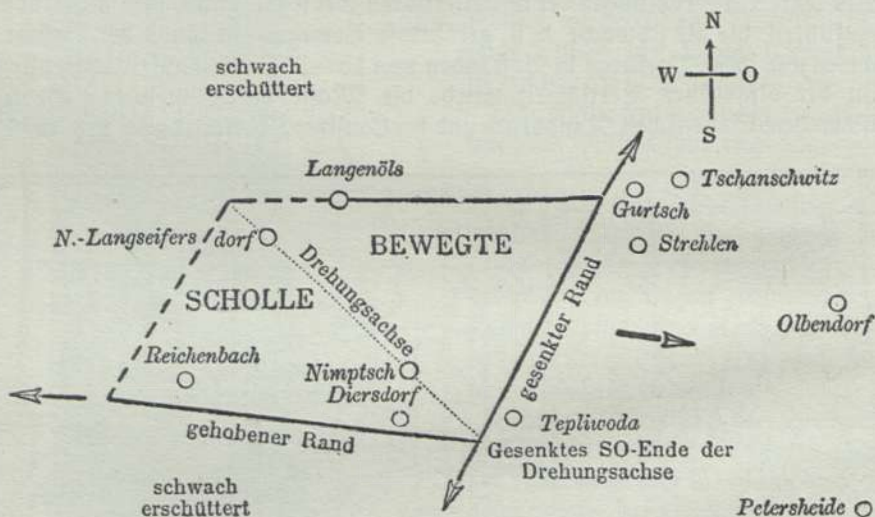 N
W O
S
schwach
erschüttert
Langenöls
Tschanschwitz
Gurtsch
N.-Langseifers dorf
BEWEGTE
Strehlen
Drehungsachse
SCHOLLE
gesenkter Rand
Olbendorf
Reichenbach
Nimptsch
Diersdorf
Tepliwoda
gehobener Rand
Gesenktes SO-Ende der
Drehungsachse
schwach
erschüttert
Petersheide